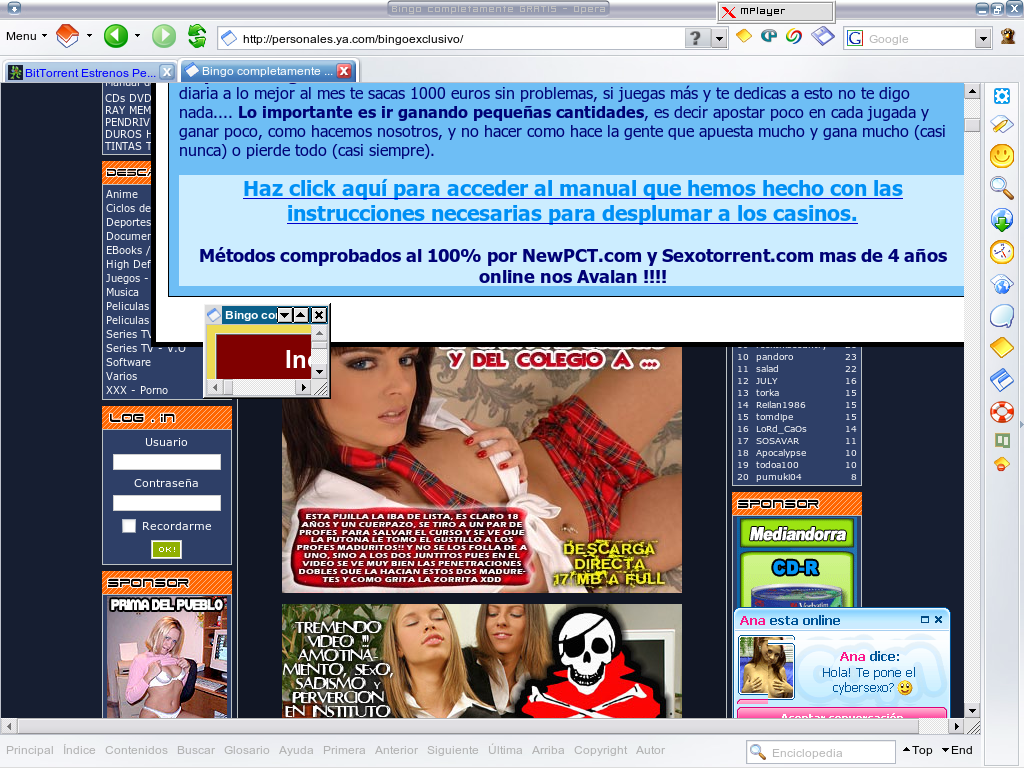 Bingo completamente GRATIS - Opera
MPlayer
Menu
http://personales.ya.com/bingoexclusivo/
?
Google
BitTorrent Estrenos Pe...
Bingo completamente ...
CDs DVD
RAY MEM
PENDRIV
DUROS H
TINTAS T
DESCA
Anime
Ciclos de
Deportes
Documen
EBooks /
High Def
Juegos -
Musica
Peliculas
Peliculas
Series TV
Series TV - V.O
Software
Varios
XXX - Porno
LOG . iN
Usuario
Contraseña
Recordarme
OK!
SPONSOR
PRIMA DEL PUEBLO
diaria a lo mejor al mes te sacas 1000 euros sin problemas, si juegas más y te dedicas a esto no te digo
nada.... Lo importante es ir ganando pequeñas cantidades, es decir apostar poco en cada jugada y
ganar poco, como hacemos nosotros, y no hacer como hace la gente que apuesta mucho y gana mucho (casi
nunca) o pierde todo (casi siempre).
Haz click aquí para acceder al manual que hemos hecho con las
instrucciones necesarias para desplumar a los casinos.
Métodos comprobados al 100% por NewPCT.com y Sexotorrent.com mas de 4 años
online nos Avalan !!!!
Bingo co
Inc
Y DEL COLEGIO A ...
ESTA PIJILLA LA IBA DE LISTA, ES CLARO 18
AÑOS Y UN CUERPAZO, SE TIRO A UN PAR DE
PROFES PARA SALVAR EL CURSO Y SE VE QUE
LA PUTONA LE TOMO EL GUSTILLO A LOS
PROFES MADURITOS!!! Y NO SE LOS FOLLA DE A
UNO, SINO A LOS DOS JUNTITOS PUES EN EL
VIDEO SE VE MUY BIEN LAS PENETRACIONES
DOBLES QUE LA HACIAN ESTOS DOS MADURE-
TES Y COMO GRITA LA ZORRITA XDD
DESCARGA
DIRECTA
17 MB A FULL
TREMENDO
VIDEO !!!
AMOTINA-
MIENTO, SEXO,
SADISMO Y
PERVERCION
EN INSTITUTO
10 pandoro 23
11 salad 22
12 JULY 16
13 torka 15
14 Reilan1986 15
15 tomdipe 15
16 LoRd_CaOs 14
17 SOSAVAR 11
18 Apocalypse 10
19 todoa100 10
20 pumuki04 8
SPONSOR
Mediandorra
CD-R
Verbatim
Ana esta online
Ana dice:
Hola! Te pone el
cybersexo?
Aceptar conversación
Principal Índice Contenidos Buscar Glosario Ayuda Primera Anterior Siguiente Última Arriba Copyright Autor
Enciclopedia
Top
End